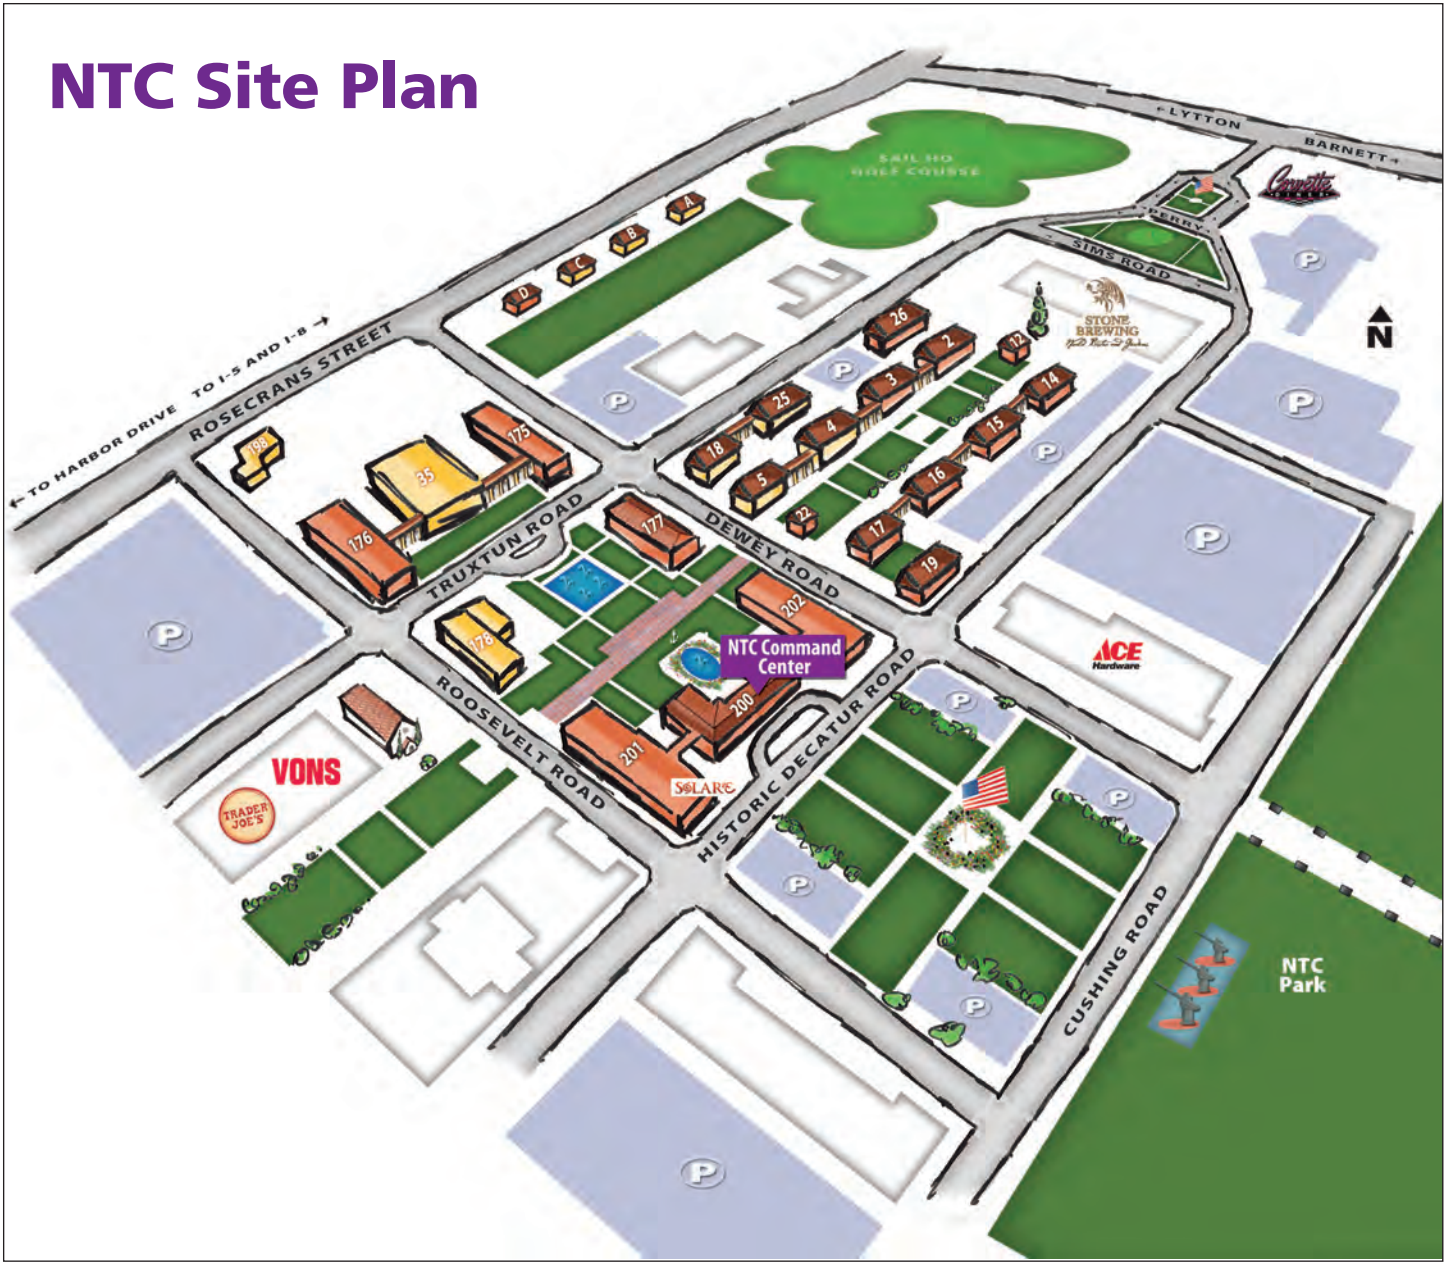 NTC Site Plan
← LYTTON
BARNETT →
SAIL HO
GOLF COURSE
Corvette
DINER
PERRY
SIMS ROAD
P
A
B
C
D
N
STONE
BREWING
TO I-5 AND I-8 →
← TO HARBOR DRIVE
ROSECRANS STREET
26
2
12
3
14
25
4
15
18
5
16
22
17
19
P
P
P
P
P
198
35
175
176
177
TRUXTUN ROAD
DEWEY ROAD
P
P
178
202
NTC Command
Center
200
201
SOLARE
ACE
Hardware
ROOSEVELT ROAD
HISTORIC DECATUR ROAD
VONS
TRADER
JOE'S
P
P
P
P
CUSHING ROAD
NTC
Park
P